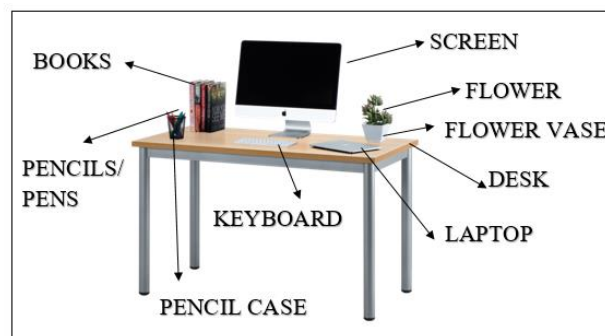 SCREEN
BOOKS
FLOWER
FLOWER VASE
PENCILS/
PENS
DESK
KEYBOARD
LAPTOP
PENCIL CASE